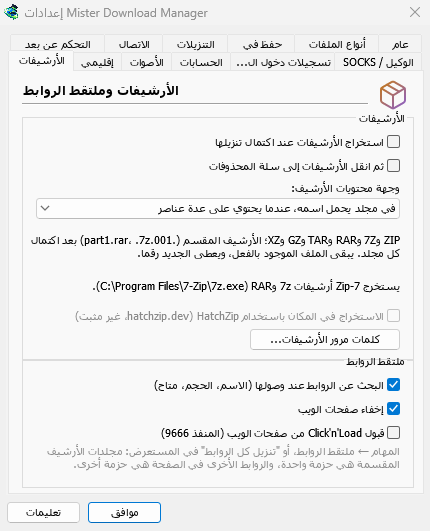 إعدادات Mister Download Manager
عام
أنواع الملفات
حفظ في
التنزيلات
الاتصال
التحكم عن بعد
الوكيل / SOCKS
تسجيلات دخول ال...
الحسابات
الأصوات
إقليمي
الأرشيفات
الأرشيفات وملتقط الروابط
الأرشيفات
استخراج الأرشيفات عند اكتمال تنزيلها
ثم انقل الأرشيفات إلى سلة المحذوفات
وجهة محتويات الأرشيف:
في مجلد يحمل اسمه، عندما يحتوي على عدة عناصر
ZIP و7Z وRAR وTAR وGZ وXZ؛ الأرشيف المقسم (.part1.rar، .7z.001) بعد اكتمال
كل مجلد. يبقى الملف الموجود بالفعل، ويعطى الجديد رقما.
يستخرج 7-Zip أرشيفات 7z وRAR (C:\Program Files\7-Zip\7z.exe).
الاستخراج في المكان باستخدام HatchZip (hatchzip.dev، غير مثبت)
كلمات مرور الأرشيفات...
ملتقط الروابط
البحث عن الروابط عند وصولها (الاسم، الحجم، متاح)
إخفاء صفحات الويب
قبول Click'n'Load من صفحات الويب (المنفذ 9666)
المهام ← ملتقط الروابط، أو "تنزيل كل الروابط" في المستعرض: مجلدات الأرشيف
المقسمة هي حزمة واحدة، والروابط الأخرى في الصفحة هي حزمة أخرى.
موافق
تعليمات